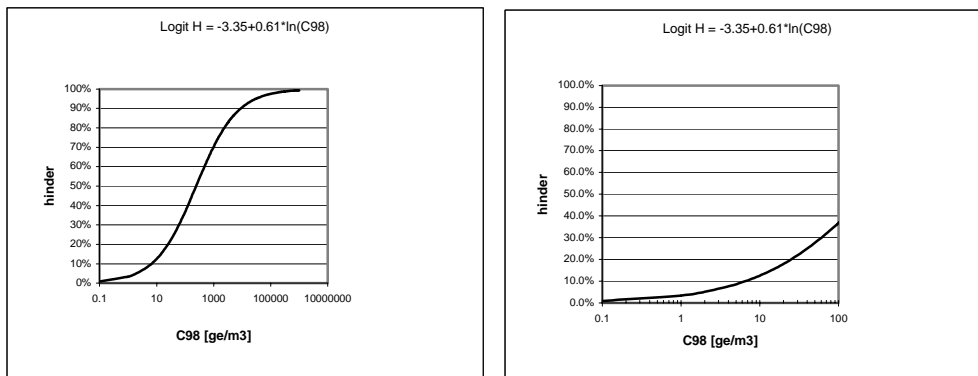 Logit H = -3.35+0.61*ln(C98)
100%
90%
80%
70%
60%
50%
40%
30%
20%
10%
0%
hinder
0.1 10 1000 100000 10000000
C98 [ge/m3]
Logit H = -3.35+0.61*ln(C98)
100.0%
90.0%
80.0%
70.0%
60.0%
50.0%
40.0%
30.0%
20.0%
10.0%
0.0%
hinder
0.1 1 10 100
C98 [ge/m3]